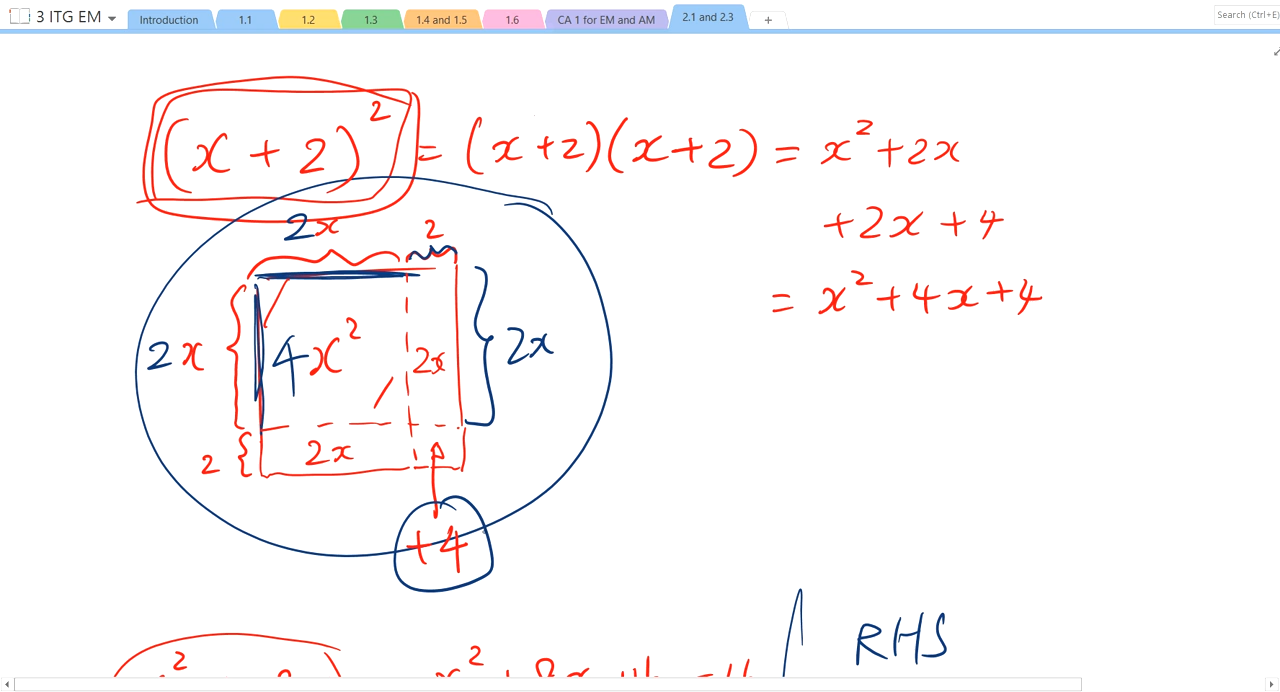 3 ITG EM
Introduction 1.1 1.2 1.3 1.4 and 1.5 1.6 CA 1 for EM and AM 2.1 and 2.3 +
Search (Ctrl+E)
(x + 2)² = (x+2)(x+2) = x² + 2x
+ 2x + 4
= x² + 4x + 4
2x 2
2x 4x² 2x 2x
2 2x
+4
RHS